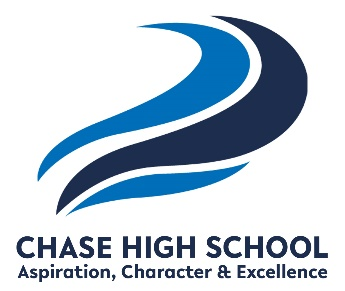 CHASE HIGH SCHOOL
Aspiration, Character & Excellence